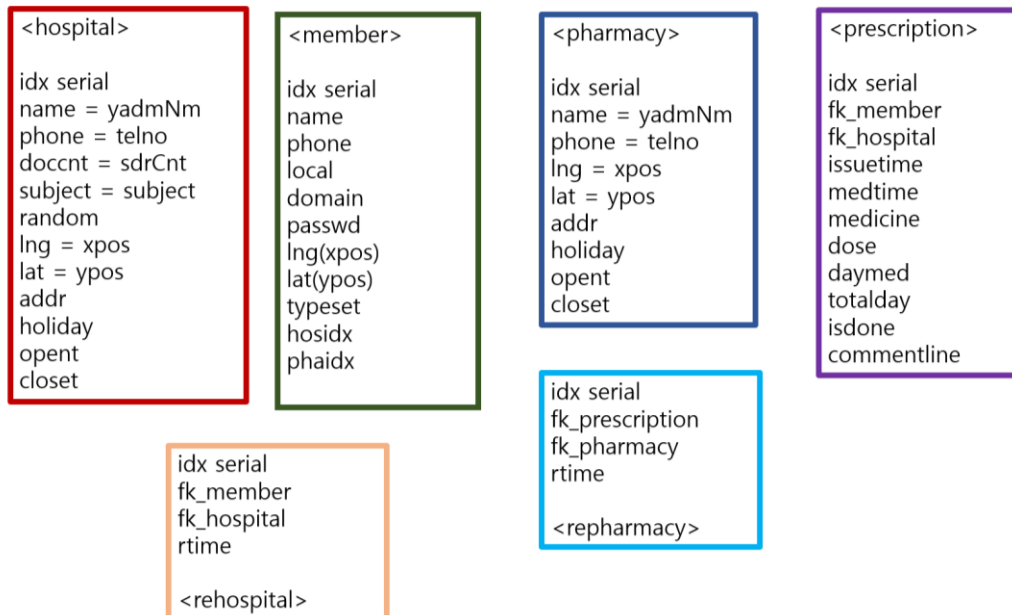 <hospital>
idx serial
name = yadmNm
phone = telno
doccnt = sdrCnt
subject = subject
random
lng = xpos
lat = ypos
addr
holiday
opent
closet
<member>
idx serial
name
phone
local
domain
passwd
lng(xpos)
lat(ypos)
typeset
hosidx
phaidx
<pharmacy>
idx serial
name = yadmNm
phone = telno
lng = xpos
lat = ypos
addr
holiday
opent
closet
<prescription>
idx serial
fk_member
fk_hospital
issuetime
medtime
medicine
dose
daymed
totalday
isdone
commentline
idx serial
fk_member
fk_hospital
rtime
<rehospital>
idx serial
fk_prescription
fk_pharmacy
rtime
<repharmacy>